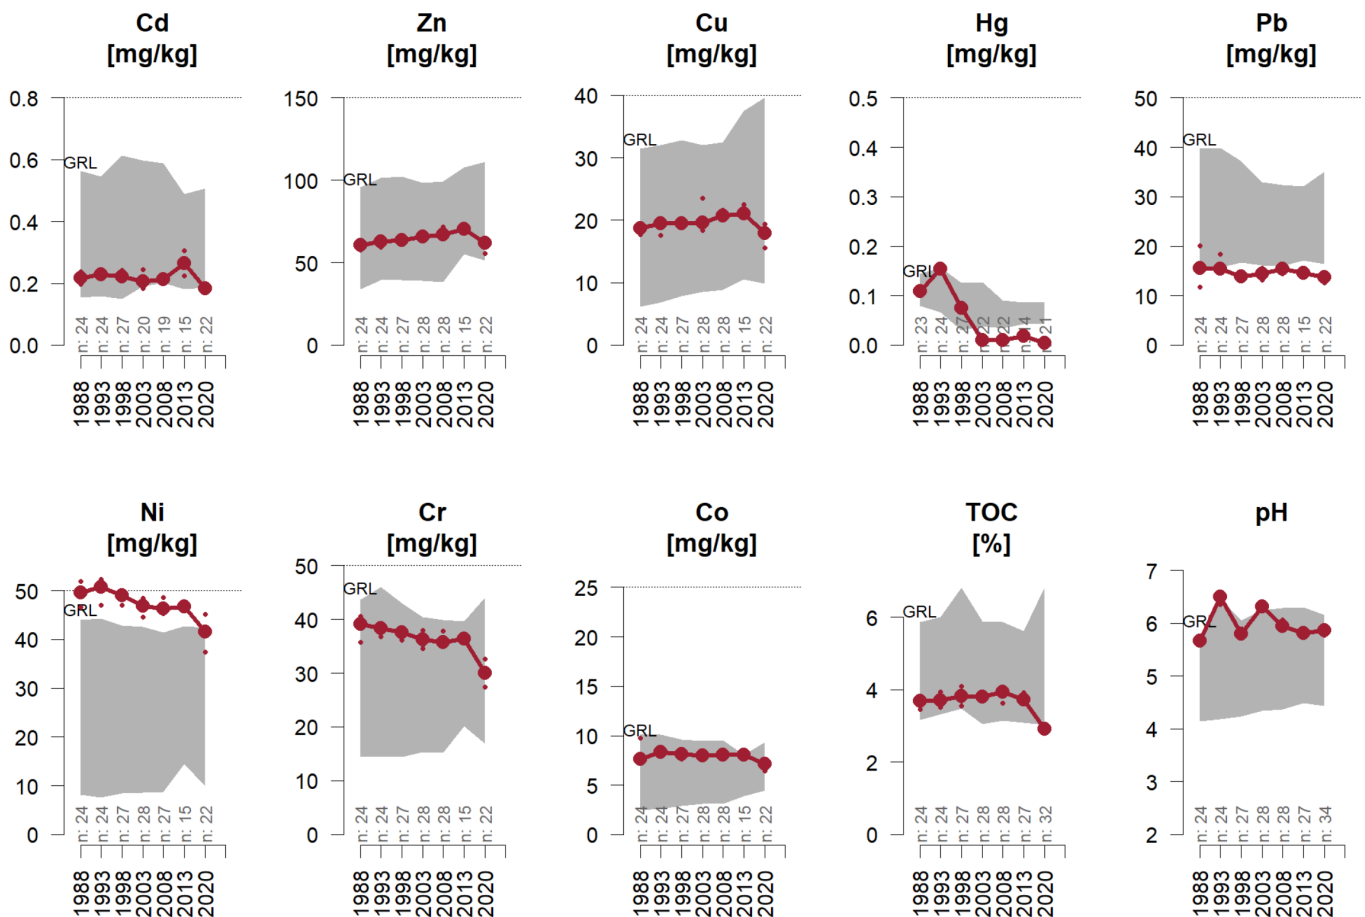 Cd Zn Cu Hg Pb
[mg/kg] [mg/kg] [mg/kg] [mg/kg] [mg/kg]
0.8
0.6
0.4
0.2
0.0
GRL
n: 24 n: 24 n: 27 n: 20 n: 19 n: 15 n: 22
1988 1993 1998 2003 2008 2013 2020
150
100
50
0
GRL
n: 24 n: 24 n: 27 n: 28 n: 28 n: 15 n: 22
1988 1993 1998 2003 2008 2013 2020
40
30
20
10
0
GRL
n: 24 n: 24 n: 27 n: 28 n: 28 n: 15 n: 22
1988 1993 1998 2003 2008 2013 2020
0.5
0.4
0.3
0.2
0.1
0.0
GRL
n: 23 n: 24 n: 27 n: 22 n: 22 n: 14 n: 21
1988 1993 1998 2003 2008 2013 2020
50
40
30
20
10
0
GRL
n: 24 n: 24 n: 27 n: 28 n: 28 n: 15 n: 22
1988 1993 1998 2003 2008 2013 2020
Ni Cr Co TOC pH
[mg/kg] [mg/kg] [mg/kg] [%]
50
40
30
20
10
0
GRL
n: 24 n: 24 n: 27 n: 28 n: 27 n: 15 n: 22
1988 1993 1998 2003 2008 2013 2020
50
40
30
20
10
0
GRL
n: 24 n: 24 n: 27 n: 28 n: 28 n: 15 n: 22
1988 1993 1998 2003 2008 2013 2020
25
20
15
10
5
0
GRL
n: 24 n: 24 n: 27 n: 28 n: 28 n: 15 n: 22
1988 1993 1998 2003 2008 2013 2020
6
4
2
0
GRL
n: 24 n: 24 n: 27 n: 28 n: 28 n: 27 n: 32
1988 1993 1998 2003 2008 2013 2020
7
6
5
4
3
2
GRL
n: 24 n: 24 n: 27 n: 28 n: 28 n: 27 n: 34
1988 1993 1998 2003 2008 2013 2020